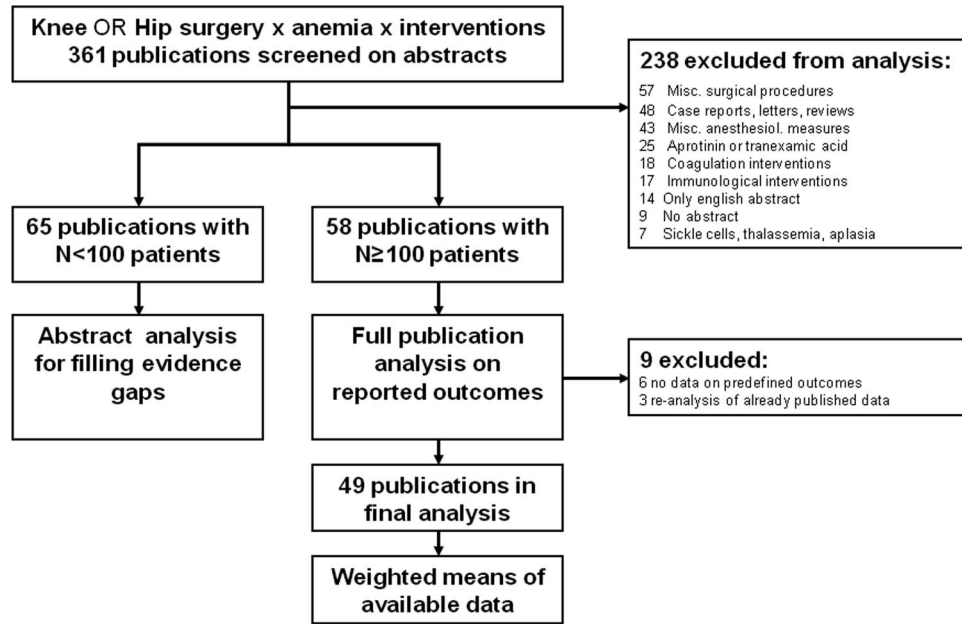 Knee OR Hip surgery x anemia x interventions
361 publications screened on abstracts
238 excluded from analysis:
57 Misc. surgical procedures
48 Case reports, letters, reviews
43 Misc. anesthesiol. measures
25 Aprotinin or tranexamic acid
18 Coagulation interventions
17 Immunological interventions
14 Only english abstract
9 No abstract
7 Sickle cells, thalassemia, aplasia
65 publications with
N<100 patients
58 publications with
N≥100 patients
Abstract analysis
for filling evidence
gaps
Full publication
analysis on
reported outcomes
9 excluded:
6 no data on predefined outcomes
3 re-analysis of already published data
49 publications in
final analysis
Weighted means of
available data